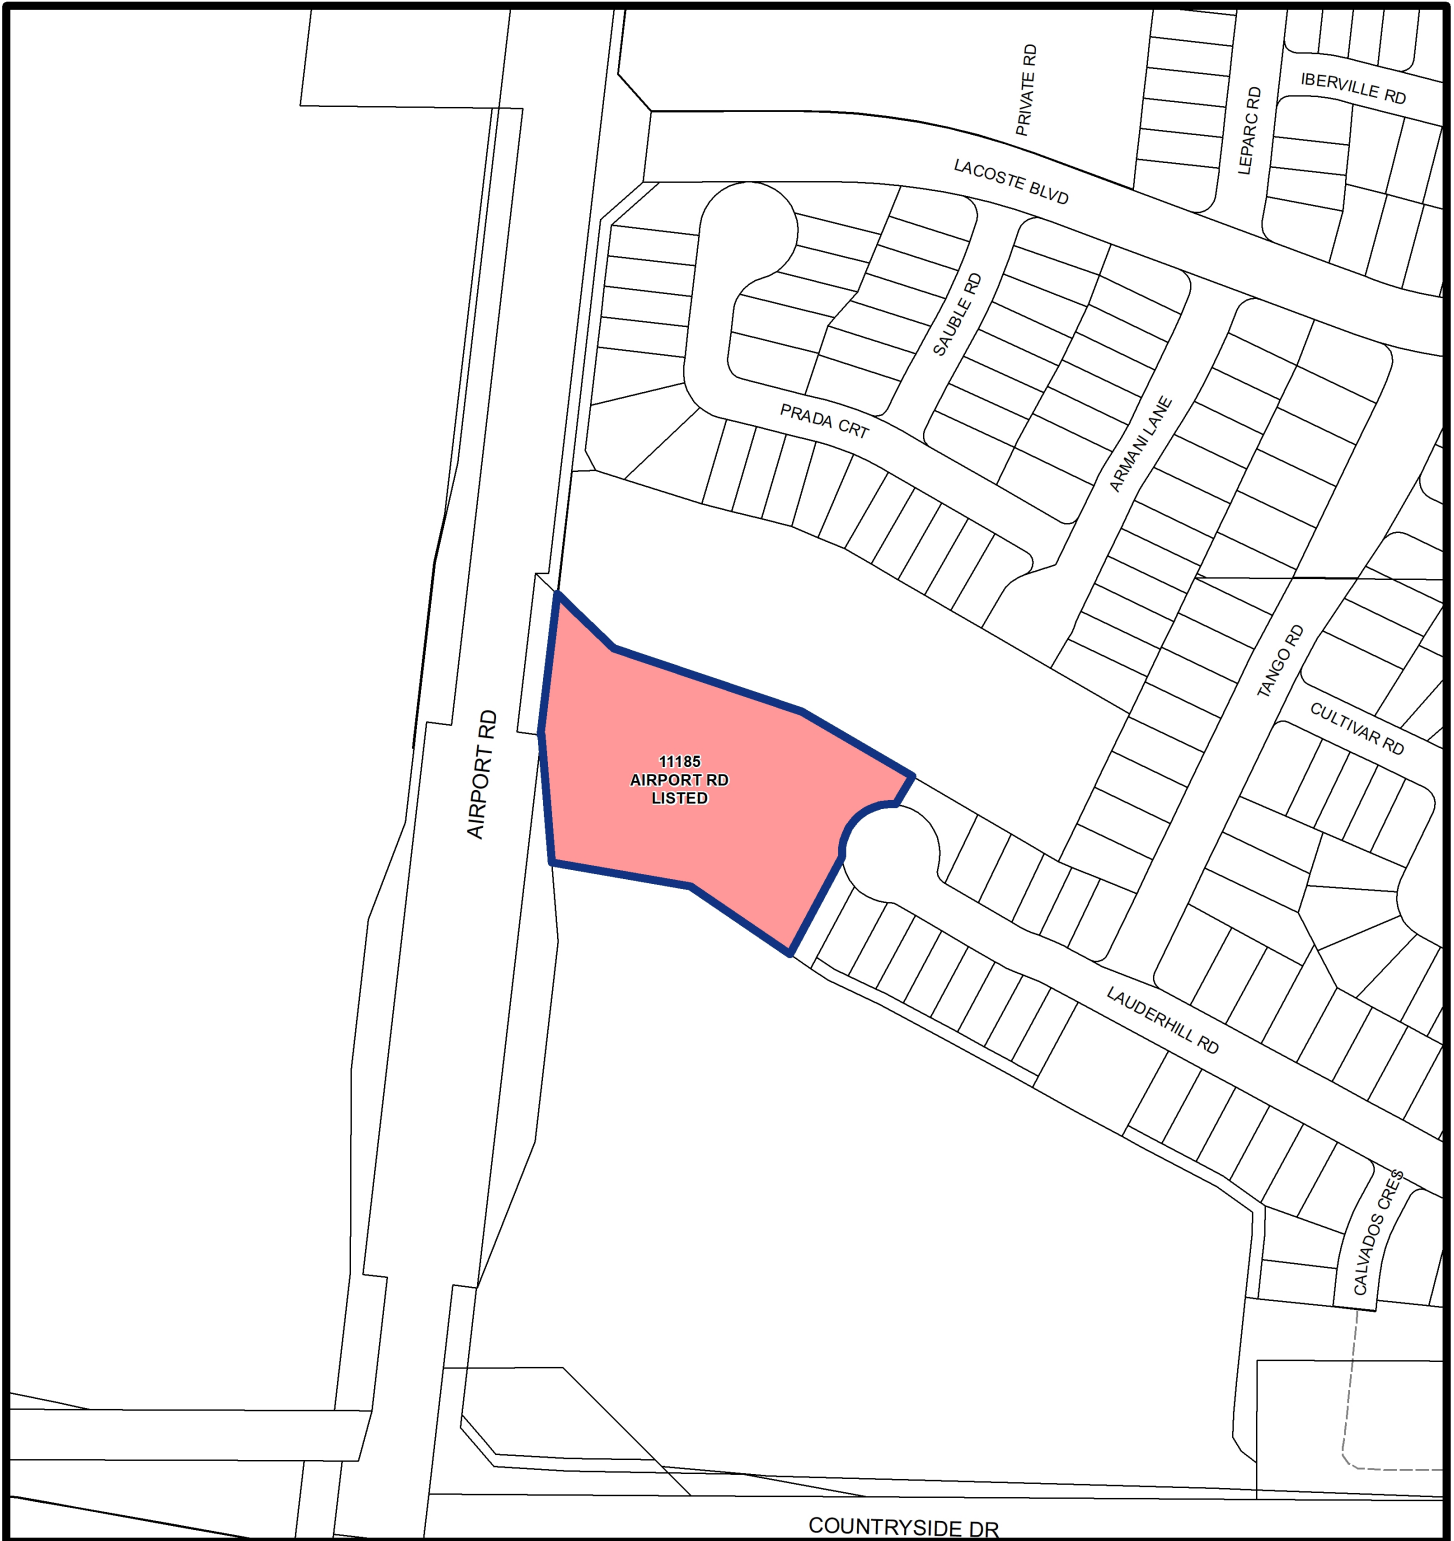 PRIVATE RD
IBERVILLE RD
LEPARC RD
LACOSTE BLVD
SAUBLE RD
PRADA CRT
ARMANI LANE
TANGO RD
CULTIVAR RD
AIRPORT RD
11185
AIRPORT RD
LISTED
LAUDERHILL RD
CALVADOS CRES
COUNTRYSIDE DR